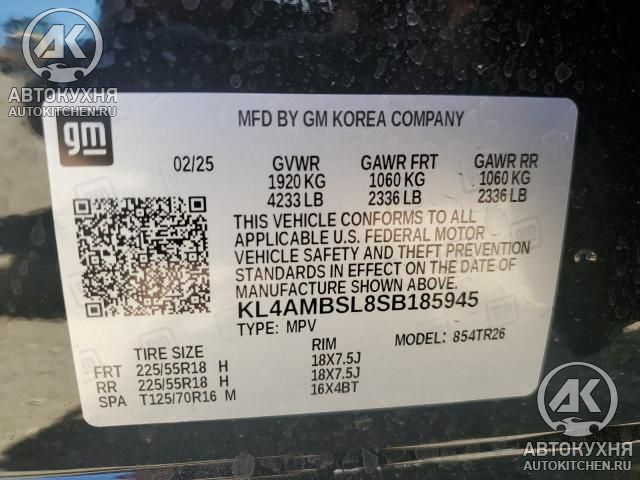 AK
АВТОКУХНЯ
AUTOKITCHEN.RU
gm
MFD BY GM KOREA COMPANY
02/25 GVWR GAWR FRT GAWR RR
1920 KG 1060 KG 1060 KG
4233 LB 2336 LB 2336 LB
THIS VEHICLE CONFORMS TO ALL
APPLICABLE U.S. FEDERAL MOTOR
VEHICLE SAFETY AND THEFT PREVENTION
STANDARDS IN EFFECT ON THE DATE OF
MANUFACTURE SHOWN ABOVE.
KL4AMBSL8SB185945
TYPE: MPV MODEL: 854TR26
TIRE SIZE RIM
FRT 225/55R18 H 18X7.5J
RR 225/55R18 H 18X7.5J
SPA T125/70R16 M 16X4BT
AK
АВТОКУХНЯ
AUTOKITCHEN.RU